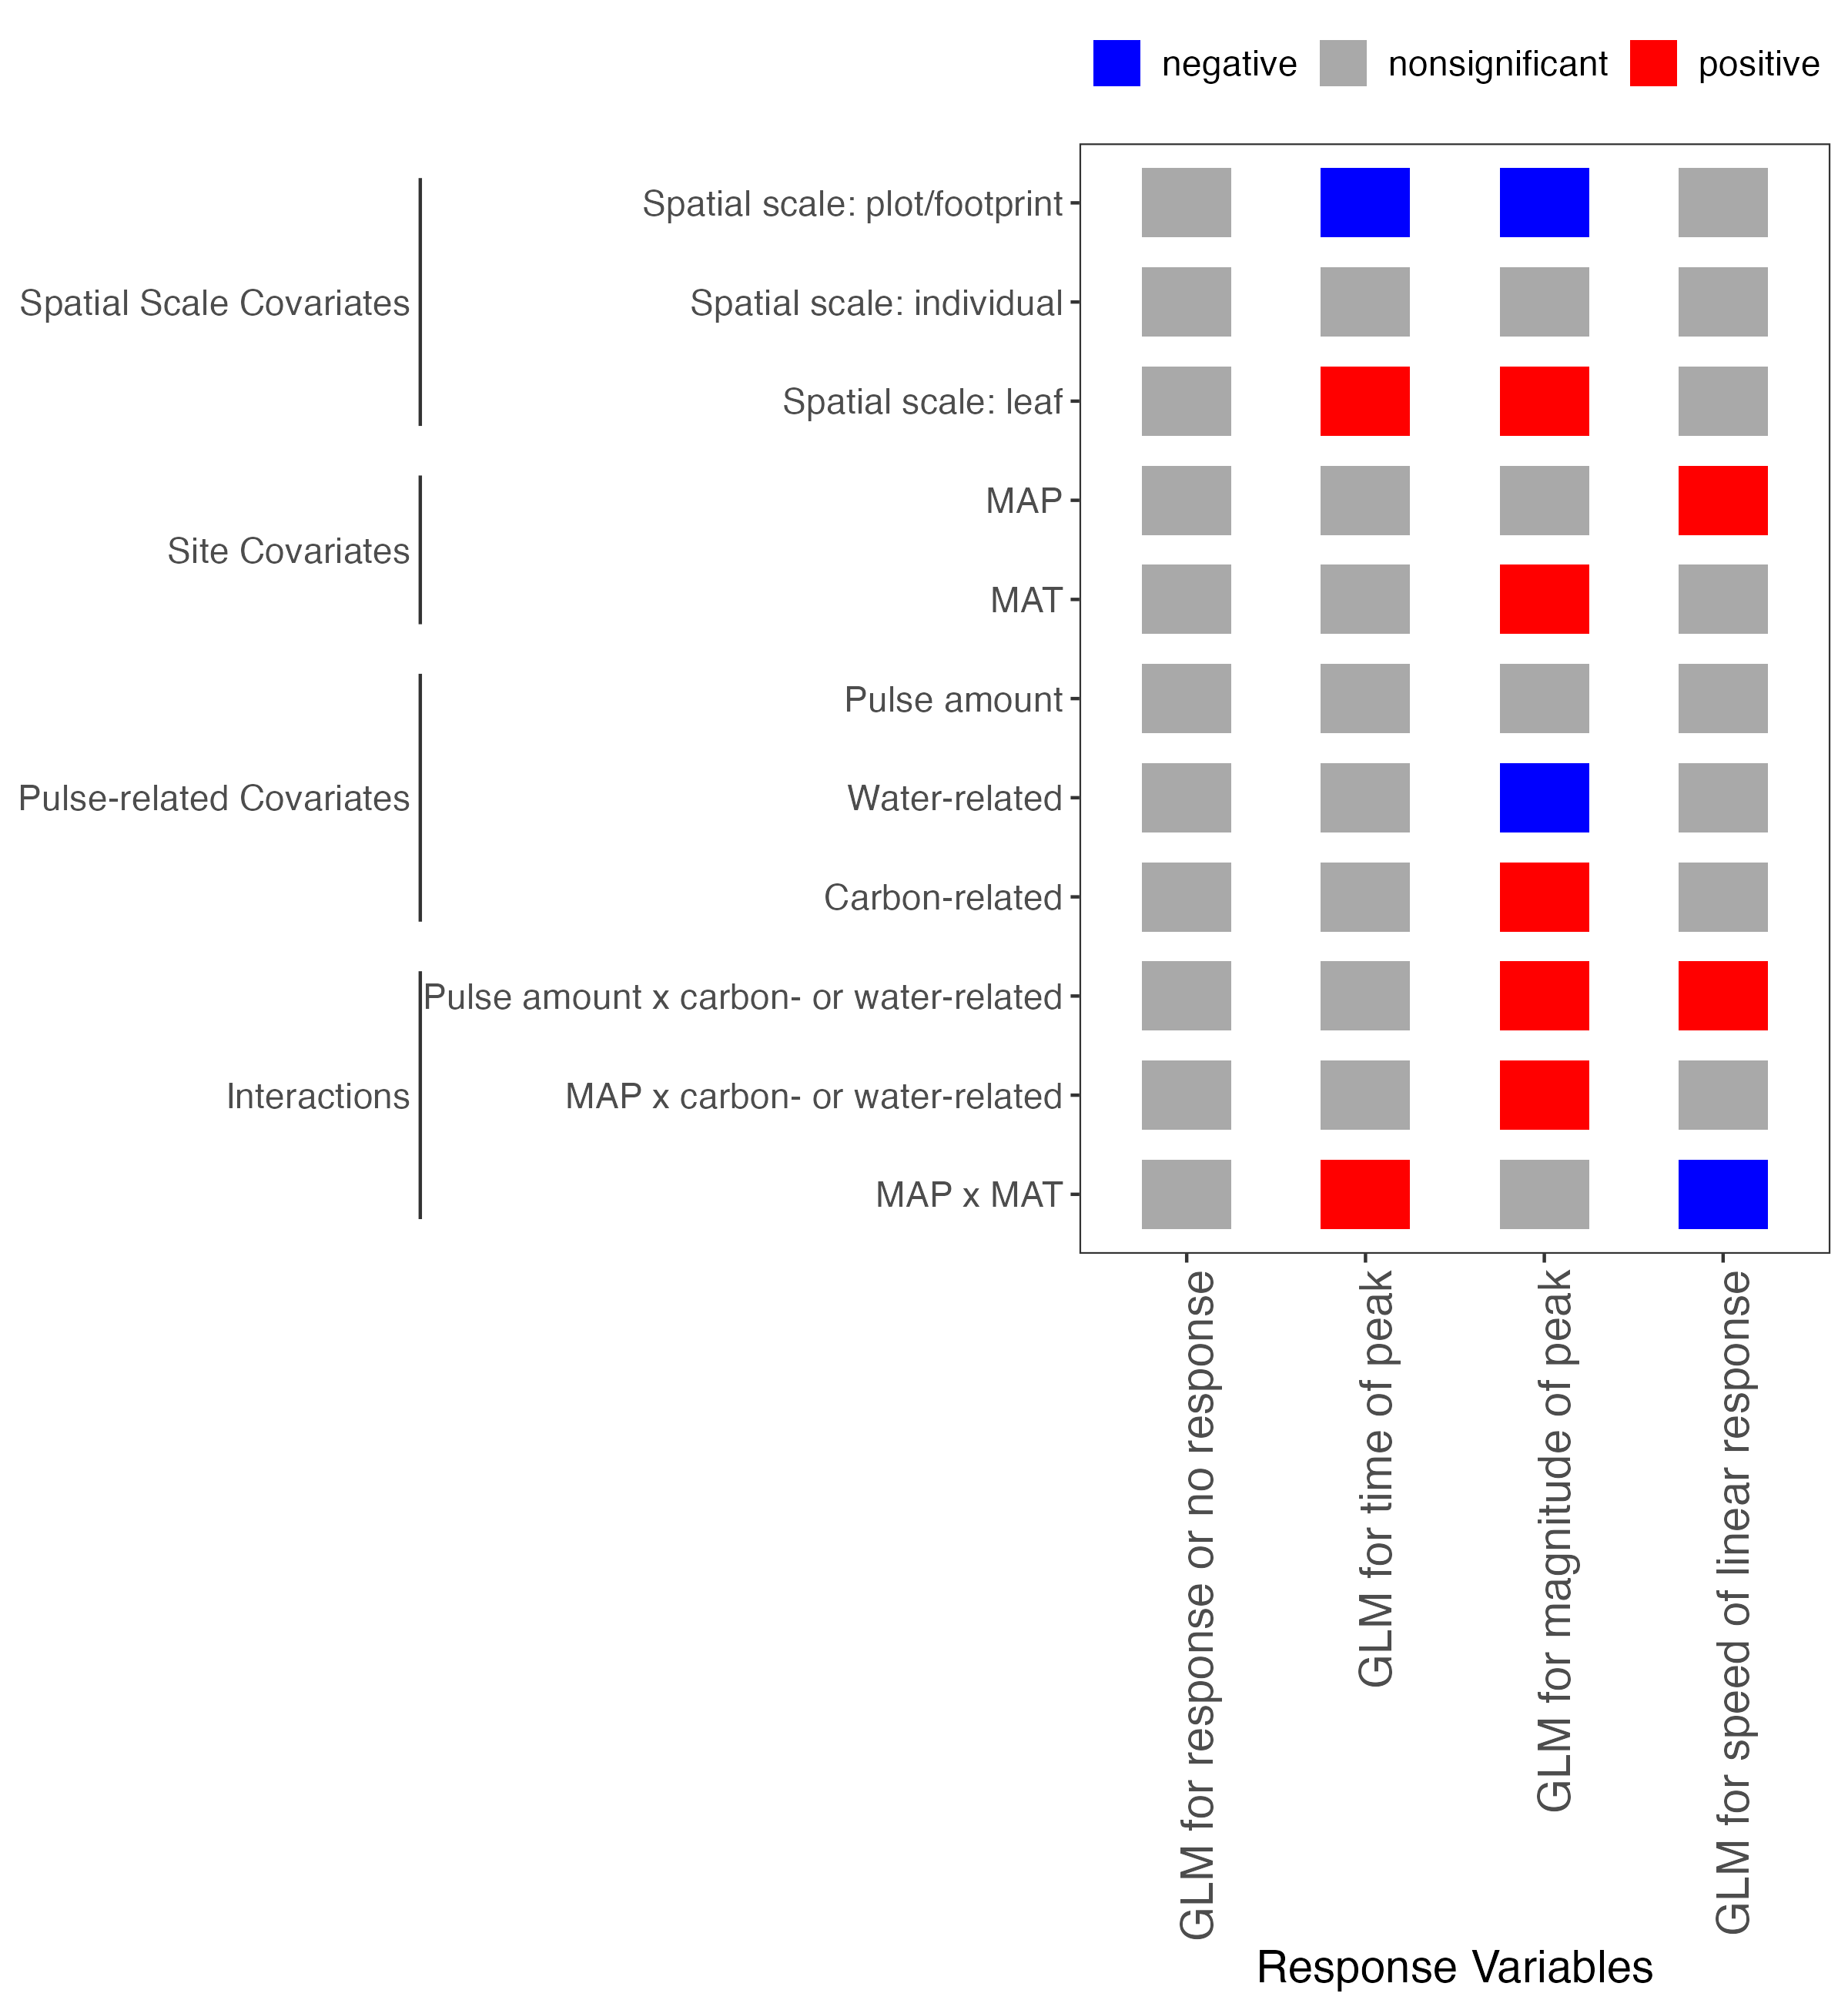 negative nonsignificant positive
Spatial scale: plot/footprint
Spatial Scale Covariates Spatial scale: individual
Spatial scale: leaf
MAP
Site Covariates
MAT
Pulse amount
Pulse-related Covariates Water-related
Carbon-related
Pulse amount x carbon- or water-related
Interactions MAP x carbon- or water-related
MAP x MAT
GLM for response or no response
GLM for time of peak
GLM for magnitude of peak
GLM for speed of linear response
Response Variables